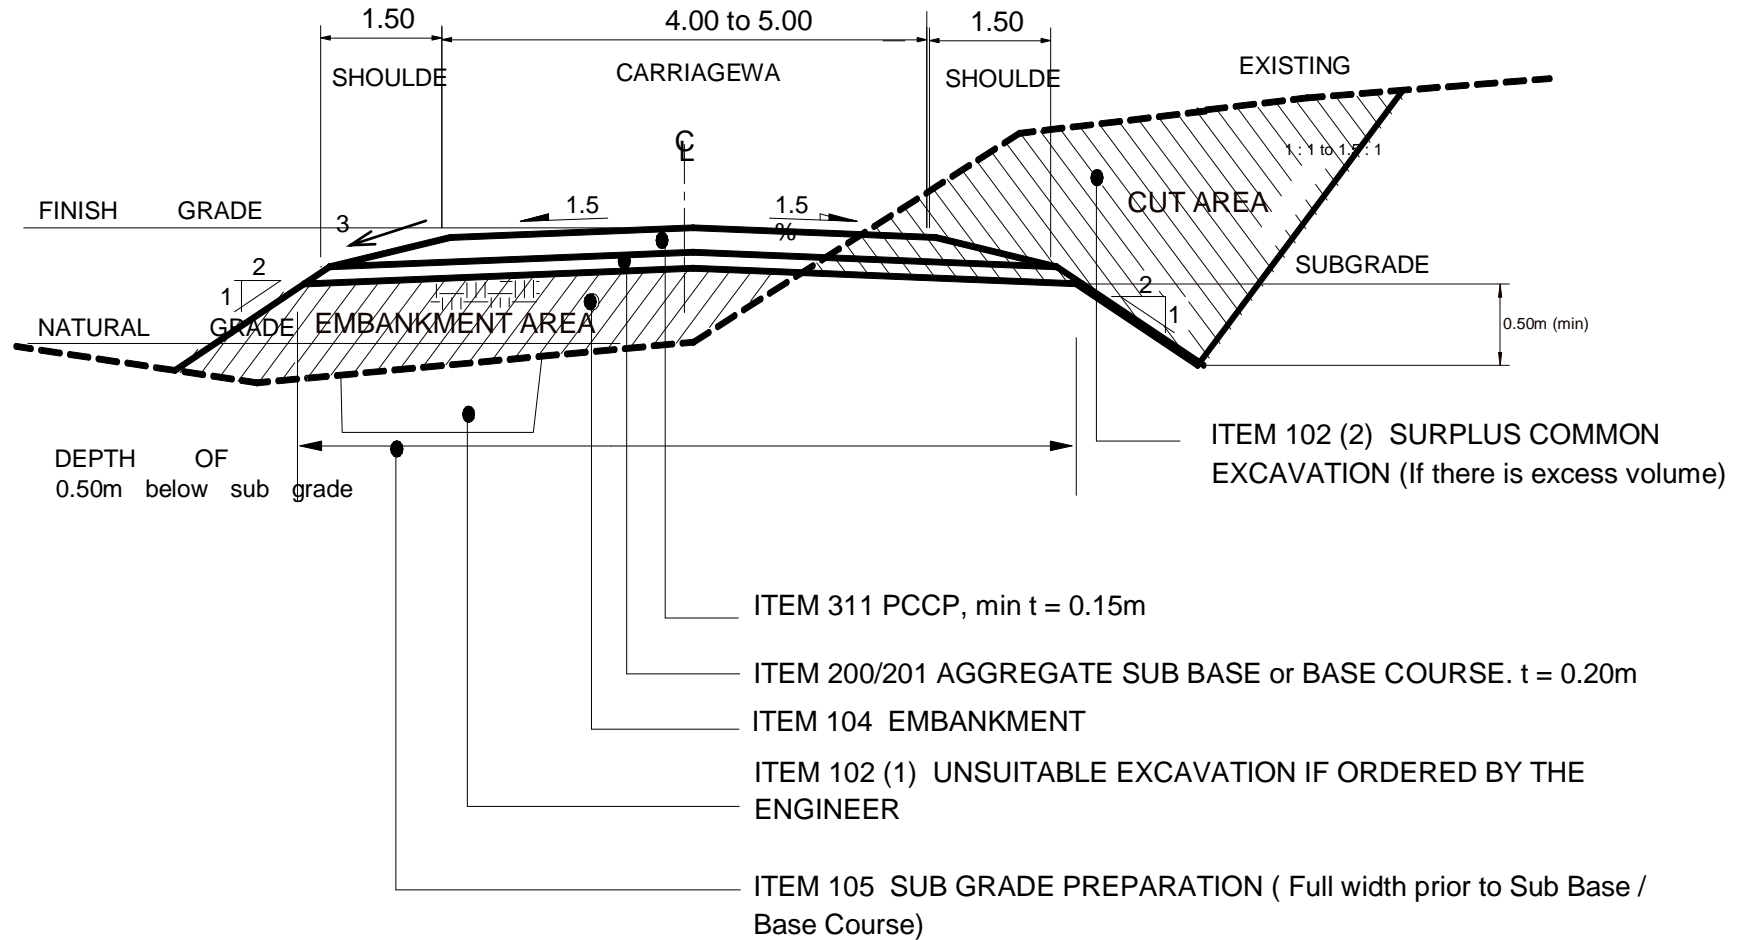 1.50 4.00 to 5.00 1.50
SHOULDE CARRIAGEWA SHOULDE EXISTING
℄
1 : 1 to 1.5 : 1
CUT AREA
FINISH GRADE 3 1.5 1.5
%
2 SUBGRADE
1 2
1
NATURAL GRADE EMBANKMENT AREA 0.50m (min)
DEPTH OF
0.50m below sub grade
ITEM 102 (2) SURPLUS COMMON
EXCAVATION (If there is excess volume)
ITEM 311 PCCP, min t = 0.15m
ITEM 200/201 AGGREGATE SUB BASE or BASE COURSE. t = 0.20m
ITEM 104 EMBANKMENT
ITEM 102 (1) UNSUITABLE EXCAVATION IF ORDERED BY THE
ENGINEER
ITEM 105 SUB GRADE PREPARATION ( Full width prior to Sub Base /
Base Course)